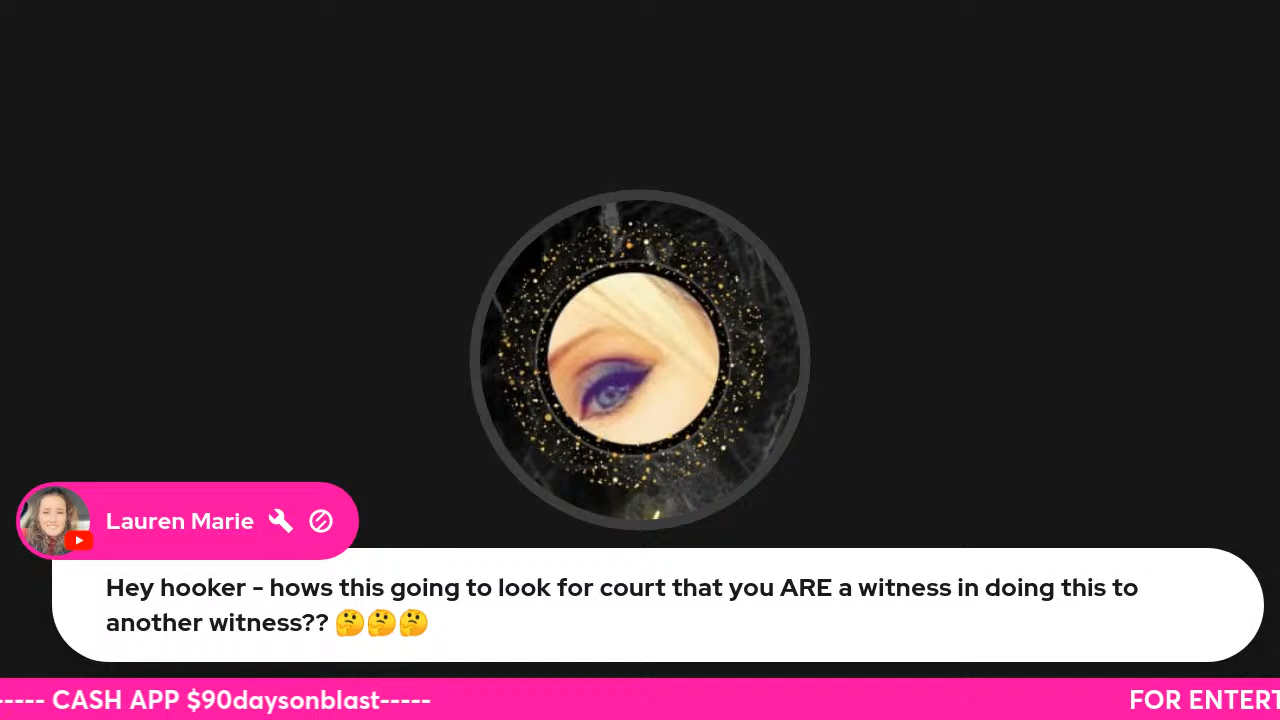 Lauren Marie
Hey hooker - hows this going to look for court that you ARE a witness in doing this to
another witness?? 🤔🤔🤔
----- CASH APP $90daysonblast-----
FOR ENTERT